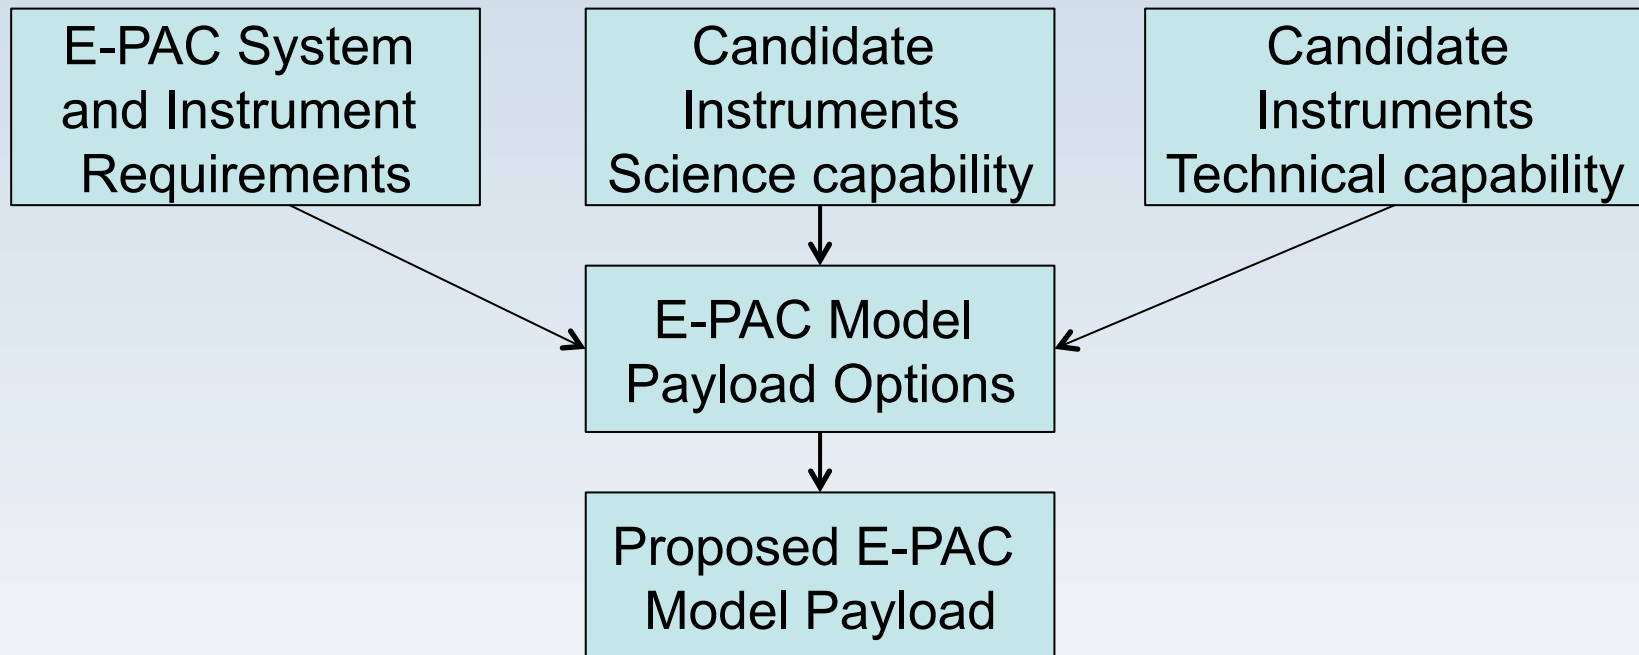 E-PAC System
and Instrument
Requirements
Candidate
Instruments
Science capability
Candidate
Instruments
Technical capability
E-PAC Model
Payload Options
Proposed E-PAC
Model Payload